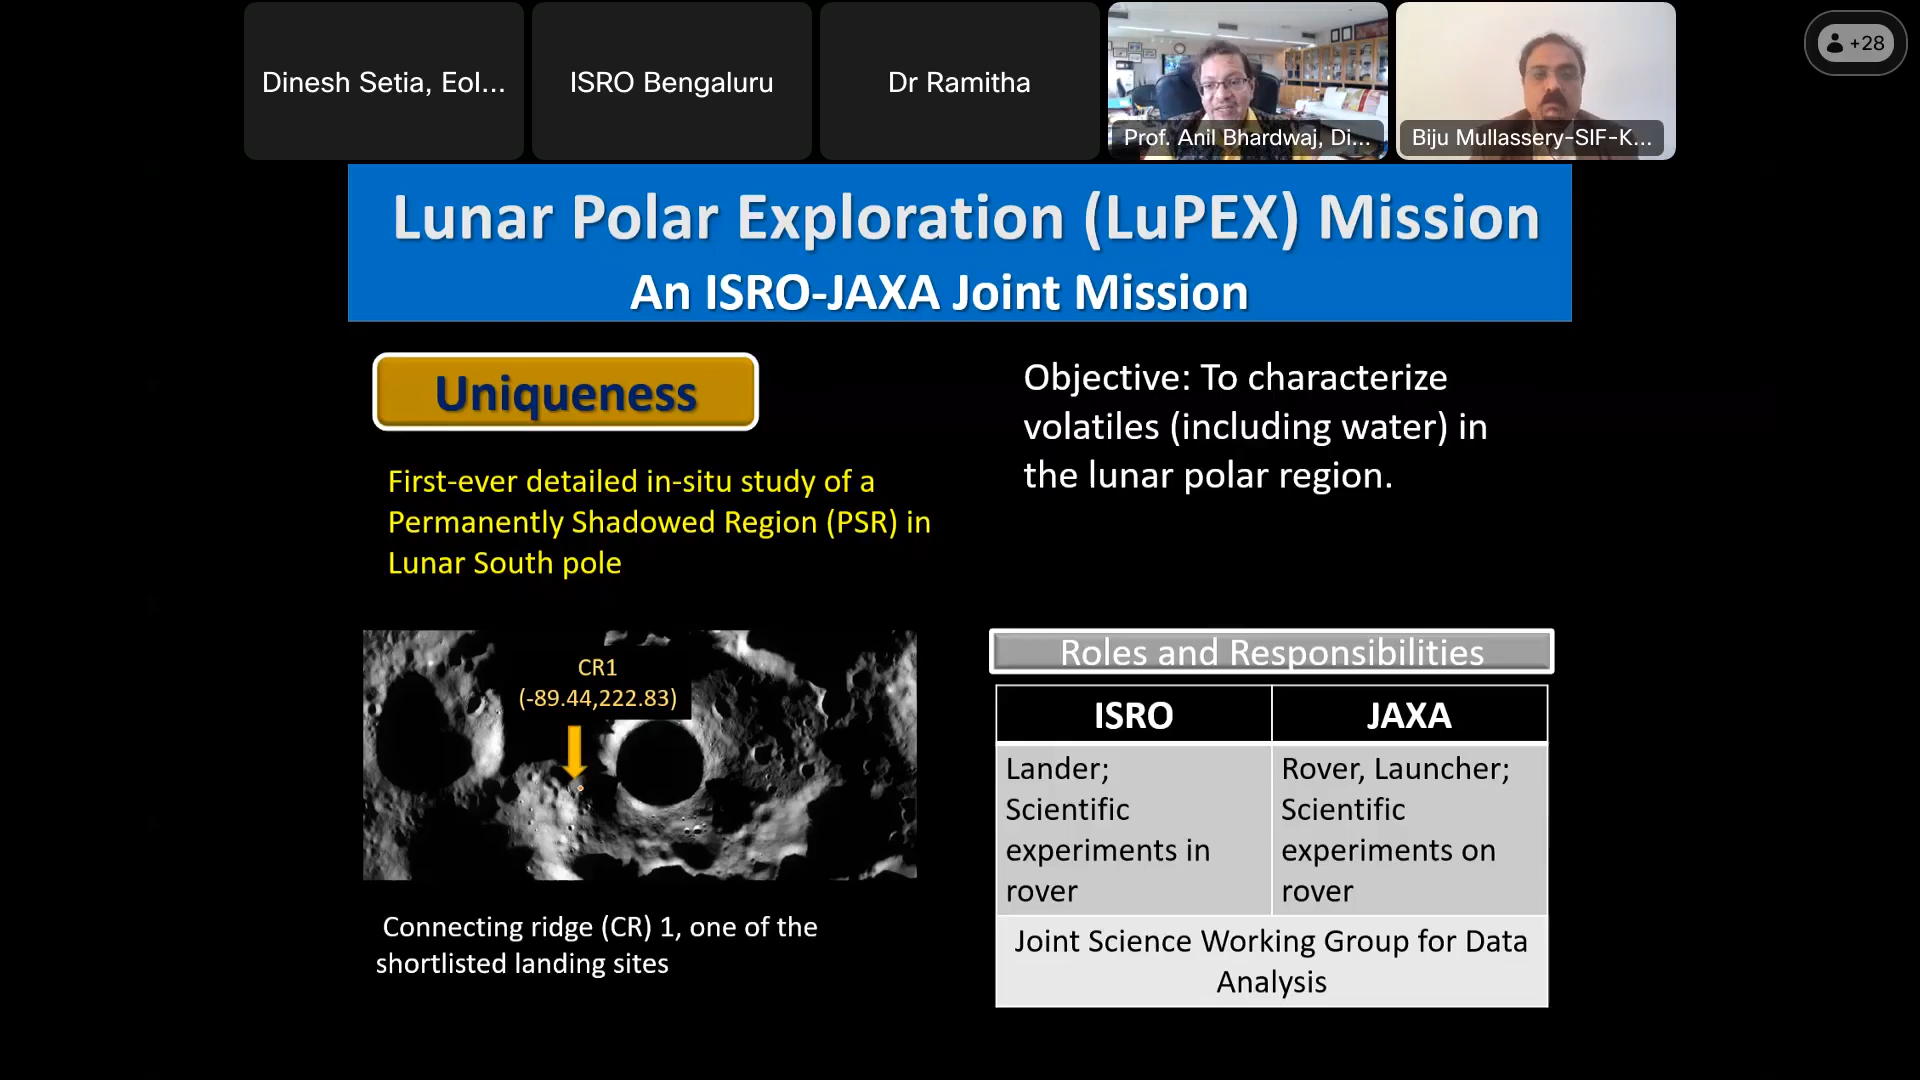 Dinesh Setia, Eol...
ISRO Bengaluru
Dr Ramitha
Prof. Anil Bhardwaj, Di...
Biju Mullassery-SIF-K...
+28
Lunar Polar Exploration (LuPEX) Mission
An ISRO-JAXA Joint Mission
Uniqueness
First-ever detailed in-situ study of a
Permanently Shadowed Region (PSR) in
Lunar South pole
Objective: To characterize
volatiles (including water) in
the lunar polar region.
CR1
(-89.44,222.83)
Connecting ridge (CR) 1, one of the
shortlisted landing sites
Roles and Responsibilities
ISRO
JAXA
Lander;
Scientific
experiments in
rover
Rover, Launcher;
Scientific
experiments on
rover
Joint Science Working Group for Data
Analysis